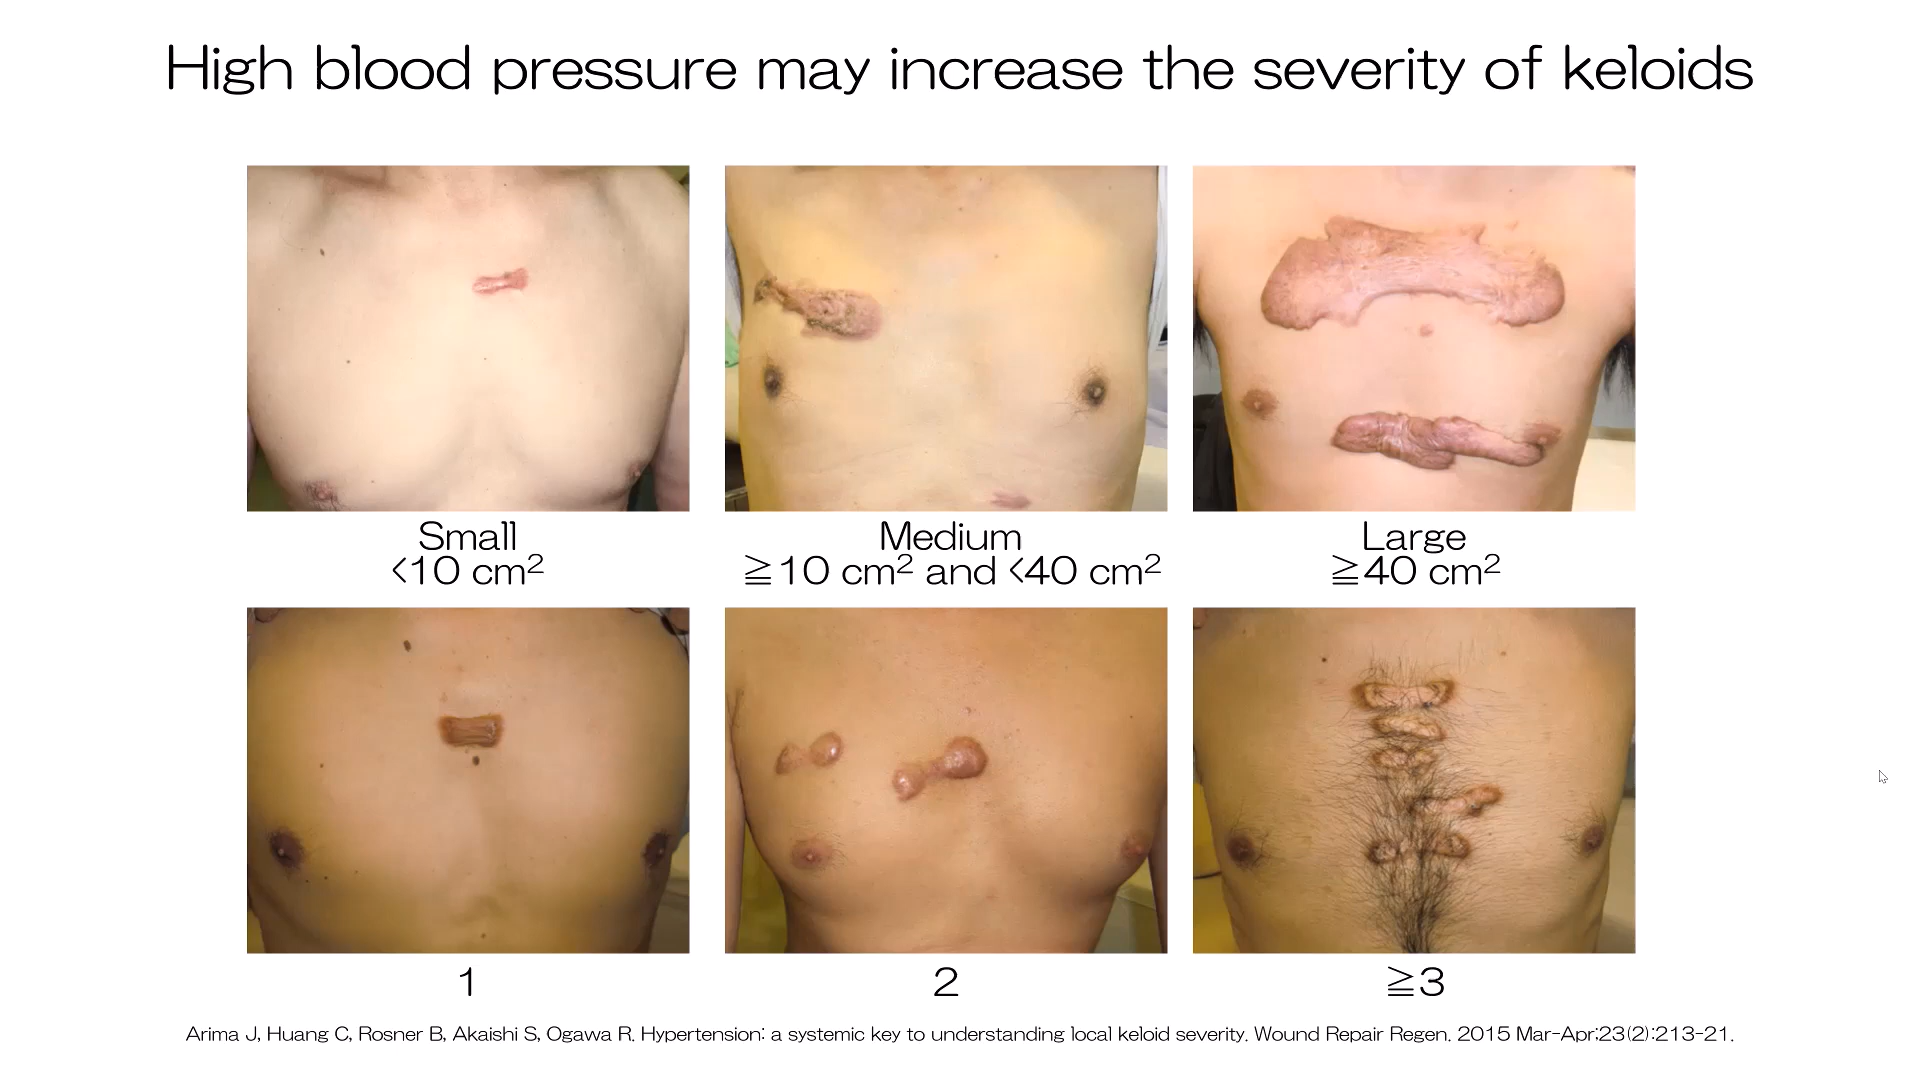 High blood pressure may increase the severity of keloids
Small
<10 cm²
Medium
≧10 cm² and <40 cm²
Large
≧40 cm²
1
2
≧3
Arima J, Huang C, Rosner B, Akaishi S, Ogawa R. Hypertension: a systemic key to understanding local keloid severity. Wound Repair Regen. 2015 Mar-Apr;23(2):213-21.